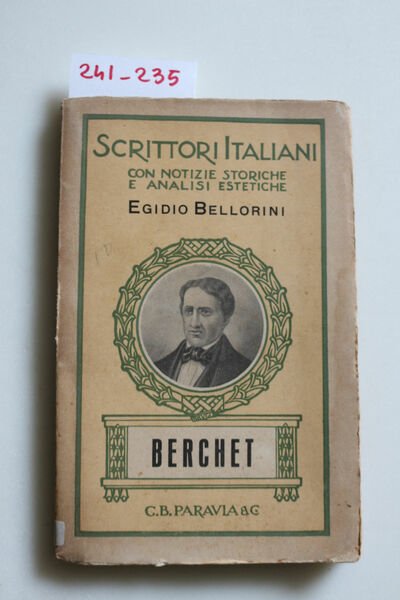 241-235
SCRITTORI ITALIANI
CON NOTIZIE STORICHE
E ANALISI ESTETICHE
EGIDIO BELLORINI
BERCHET
C.B. PARAVIA & C